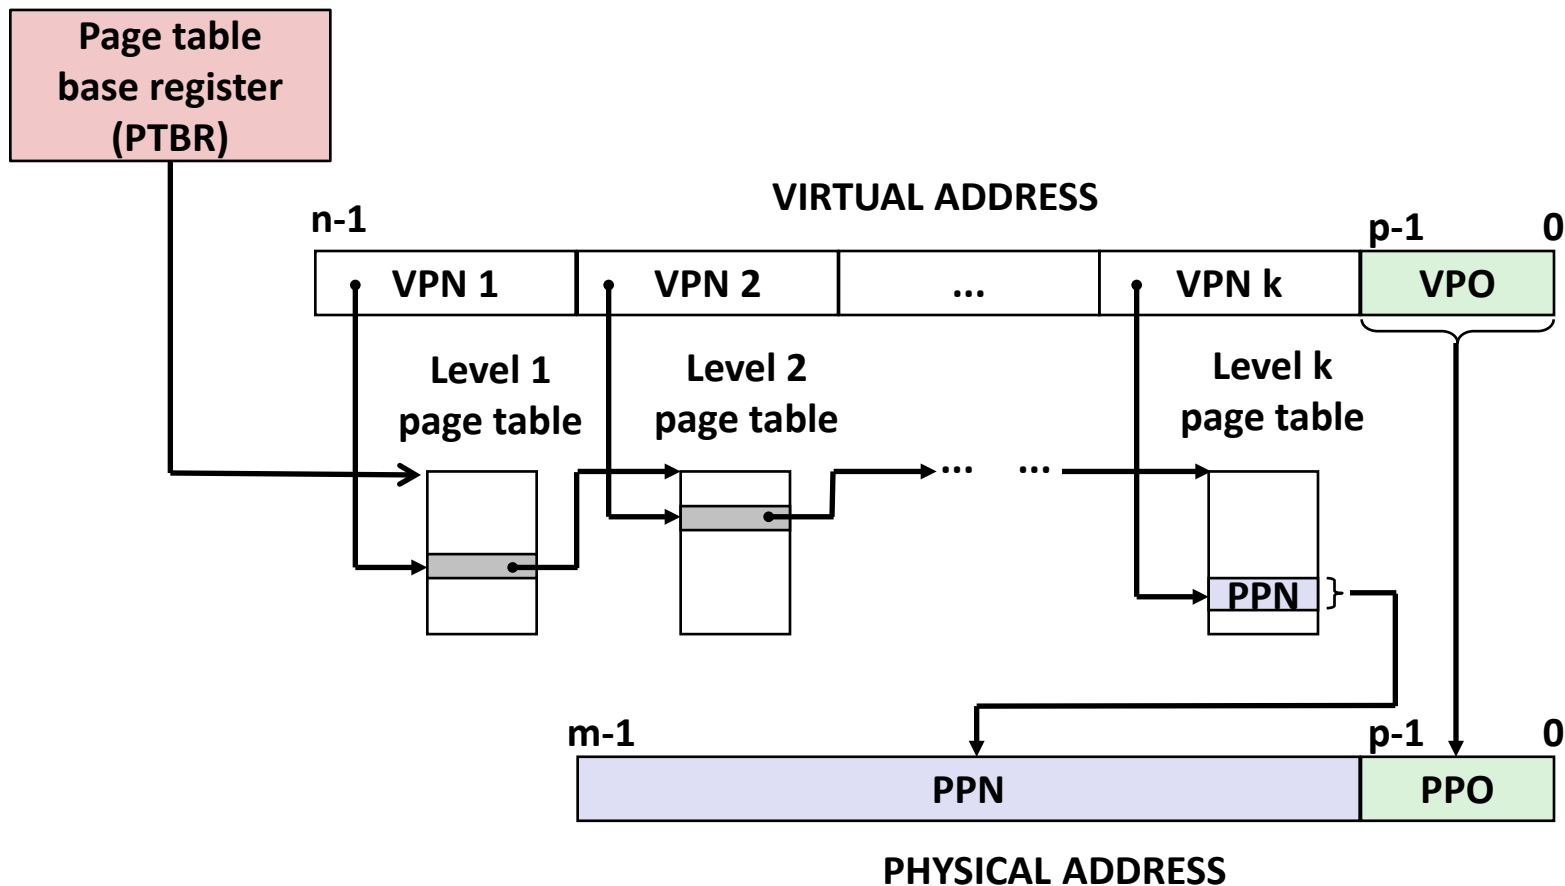 Page table
base register
(PTBR)
VIRTUAL ADDRESS
n-1
p-1
0
VPN 1
VPN 2
...
VPN k
VPO
Level 1
page table
Level 2
page table
Level k
page table
... ...
PPN
m-1
p-1
0
PPN
PPO
PHYSICAL ADDRESS